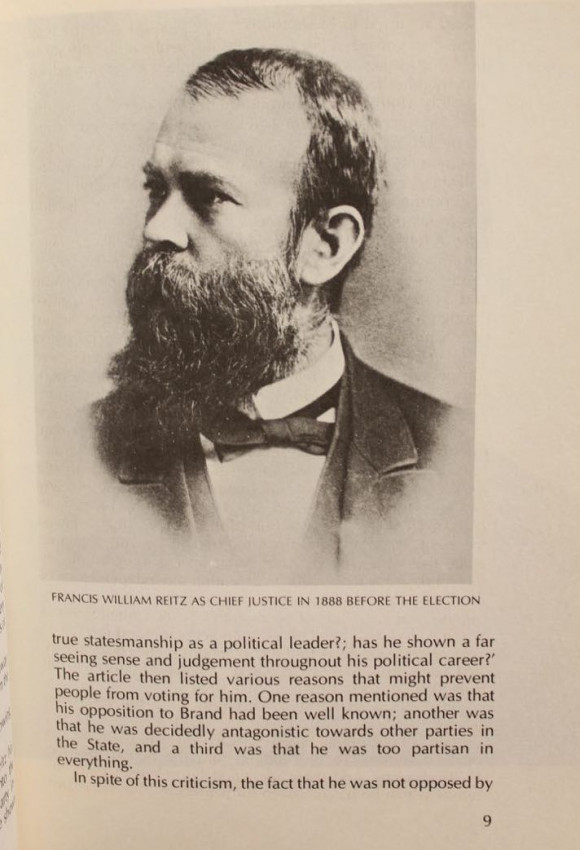 FRANCIS WILLIAM REITZ AS CHIEF JUSTICE IN 1888 BEFORE THE ELECTION
true statesmanship as a political leader?; has he shown a far
seeing sense and judgement througnout his political career?'
The article then listed various reasons that might prevent
people from voting for him. One reason mentioned was that
his opposition to Brand had been well known; another was
that he was decidedly antagonistic towards other parties in
the State, and a third was that he was too partisan in
everything.
In spite of this criticism, the fact that he was not opposed by
9